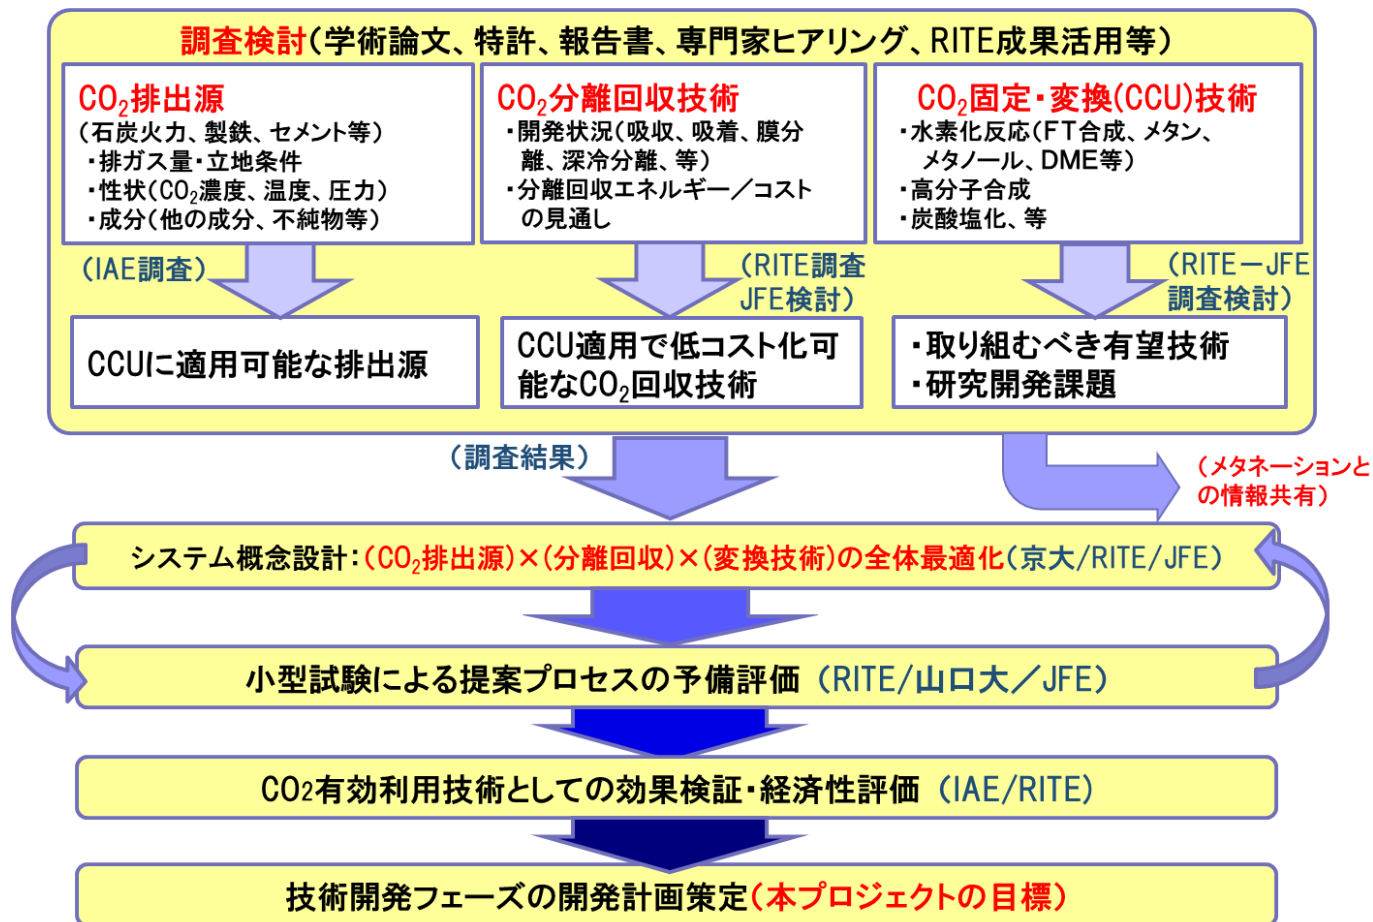 調査検討(学術論文、特許、報告書、専門家ヒアリング、RITE成果活用等)
CO₂排出源
(石炭火力、製鉄、セメント等)
・排ガス量・立地条件
・性状(CO₂濃度、温度、圧力)
・成分(他の成分、不純物等)
CO₂分離回収技術
・開発状況(吸収、吸着、膜分
離、深冷分離、等)
・分離回収エネルギー／コスト
の見通し
CO₂固定・変換(CCU)技術
・水素化反応(FT合成、メタン、
メタノール、DME等)
・高分子合成
・炭酸塩化、等
(IAE調査)
(RITE調査
JFE検討)
(RITE－JFE
調査検討)
CCUに適用可能な排出源
CCU適用で低コスト化可
能なCO₂回収技術
・取り組むべき有望技術
・研究開発課題
(調査結果)
(メタネーションと
の情報共有)
システム概念設計：(CO₂排出源)×(分離回収)×(変換技術)の全体最適化(京大/RITE/JFE)
小型試験による提案プロセスの予備評価 (RITE/山口大／JFE)
CO₂有効利用技術としての効果検証・経済性評価 (IAE/RITE)
技術開発フェーズの開発計画策定(本プロジェクトの目標)